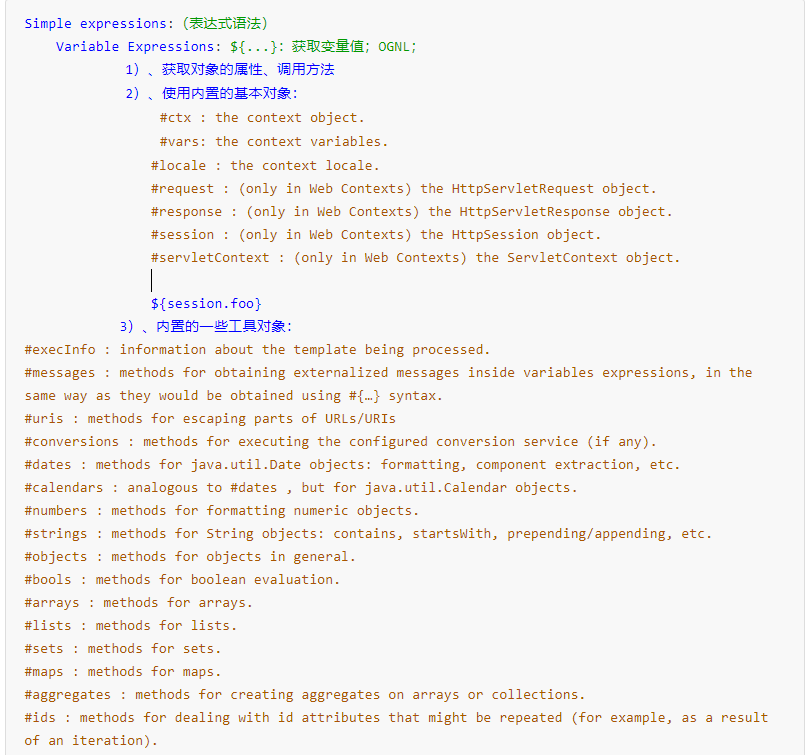 Simple expressions:（表达式语法）
Variable Expressions: ${...}：获取变量值；OGNL；
1）、获取对象的属性、调用方法
2）、使用内置的基本对象：
#ctx : the context object.
#vars: the context variables.
#locale : the context locale.
#request : (only in Web Contexts) the HttpServletRequest object.
#response : (only in Web Contexts) the HttpServletResponse object.
#session : (only in Web Contexts) the HttpSession object.
#servletContext : (only in Web Contexts) the ServletContext object.
${session.foo}
3）、内置的一些工具对象：
#execInfo : information about the template being processed.
#messages : methods for obtaining externalized messages inside variables expressions, in the
same way as they would be obtained using #{…} syntax.
#uris : methods for escaping parts of URLs/URIs
#conversions : methods for executing the configured conversion service (if any).
#dates : methods for java.util.Date objects: formatting, component extraction, etc.
#calendars : analogous to #dates , but for java.util.Calendar objects.
#numbers : methods for formatting numeric objects.
#strings : methods for String objects: contains, startsWith, prepending/appending, etc.
#objects : methods for objects in general.
#bools : methods for boolean evaluation.
#arrays : methods for arrays.
#lists : methods for lists.
#sets : methods for sets.
#maps : methods for maps.
#aggregates : methods for creating aggregates on arrays or collections.
#ids : methods for dealing with id attributes that might be repeated (for example, as a result
of an iteration).